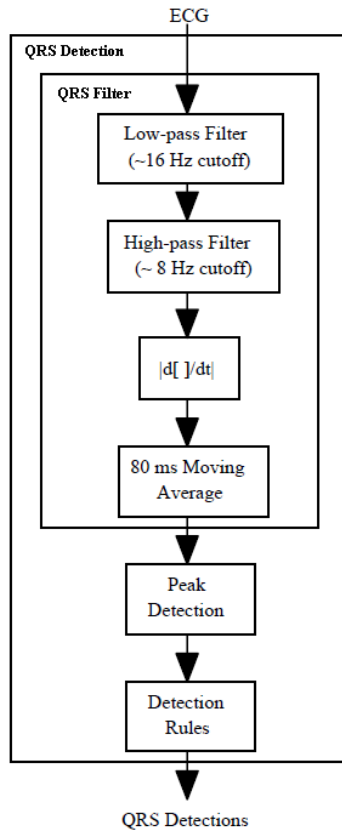 ECG
QRS Detection
QRS Filter
Low-pass Filter
(~16 Hz cutoff)
High-pass Filter
(~ 8 Hz cutoff)
|d[ ]/dt|
80 ms Moving
Average
Peak
Detection
Detection
Rules
QRS Detections